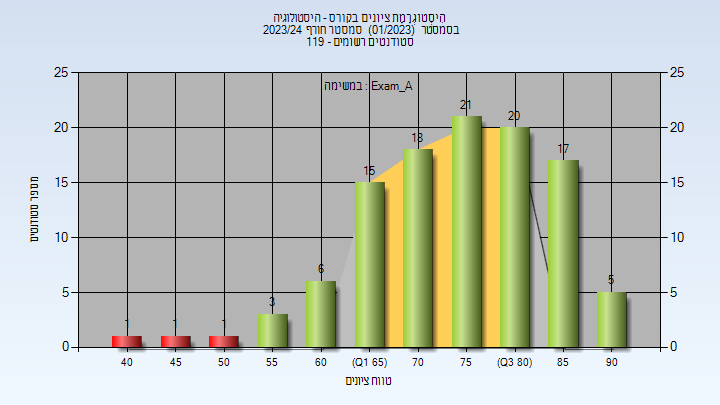 הִיסְטוֹגְרָמַת ציונים בקורס - היסטולוגיה
בסמסטר (01/2023) סמסטר חורף 2023/24
סטודנטים רשומים - 119
במשימה : Exam_A
מספר סטודנטים
25 25
20 20
15 15
10 10
5 5
0 0
1 1 1 3 6 15 18 21 20 17 5
40 45 50 55 60 (Q1 65) 70 75 (Q3 80) 85 90
טווח ציונים